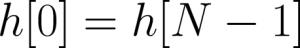 h[0] = h[N − 1]